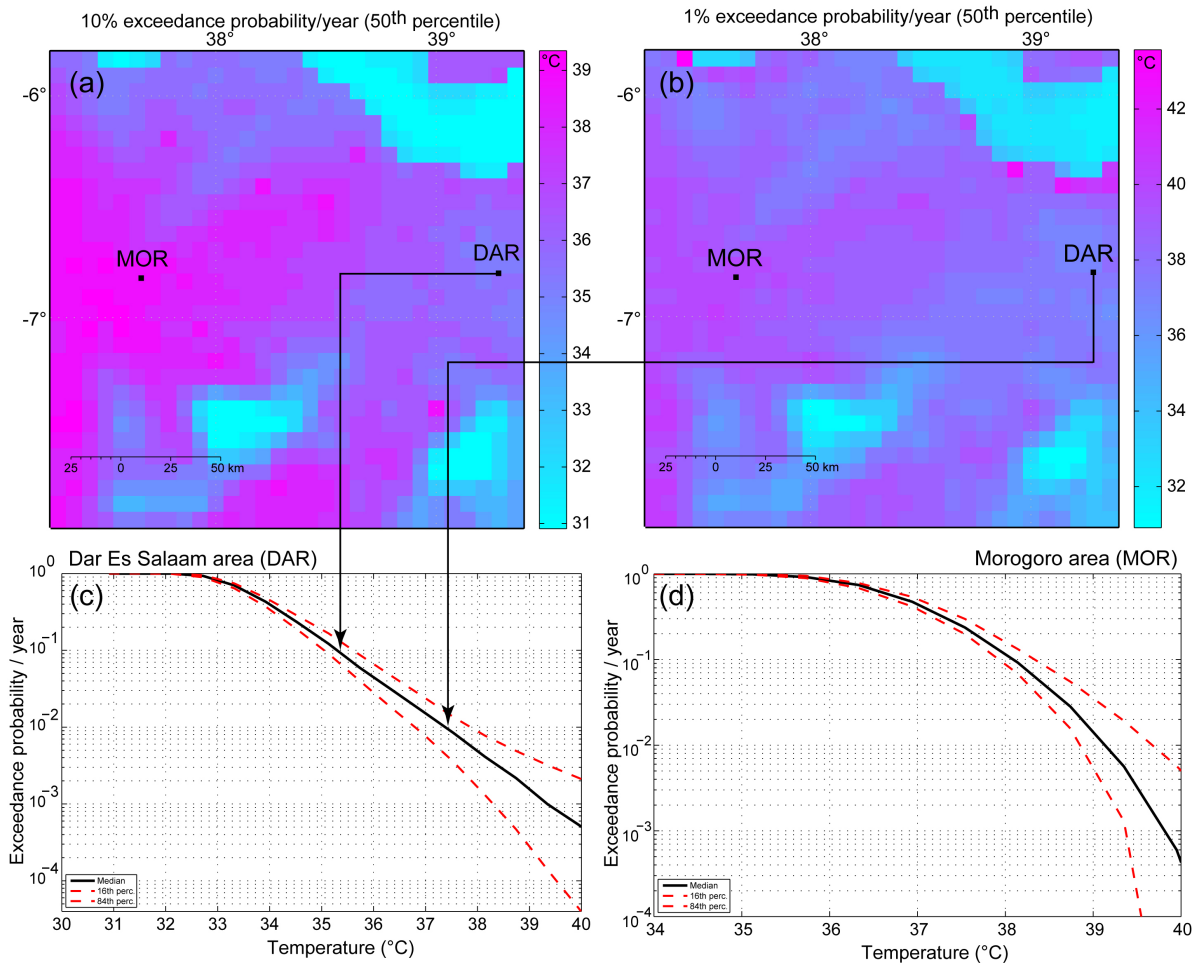 10% exceedance probability/year (50th percentile)
38° 39°
(a)
°C
39
38
37
36
35
34
33
32
31
-6°
-7°
MOR
DAR
25 0 25 50 km
1% exceedance probability/year (50th percentile)
38° 39°
(b)
°C
42
40
38
36
34
32
-6°
-7°
MOR
DAR
25 0 25 50 km
Dar Es Salaam area (DAR)
(c)
Exceedance probability / year
10^0
10^-1
10^-2
10^-3
10^-4
Median
16th perc.
84th perc.
30 31 32 33 34 35 36 37 38 39 40
Temperature (°C)
Morogoro area (MOR)
(d)
Exceedance probability / year
10^0
10^-1
10^-2
10^-3
10^-4
Median
16th perc.
84th perc.
34 35 36 37 38 39 40
Temperature (°C)